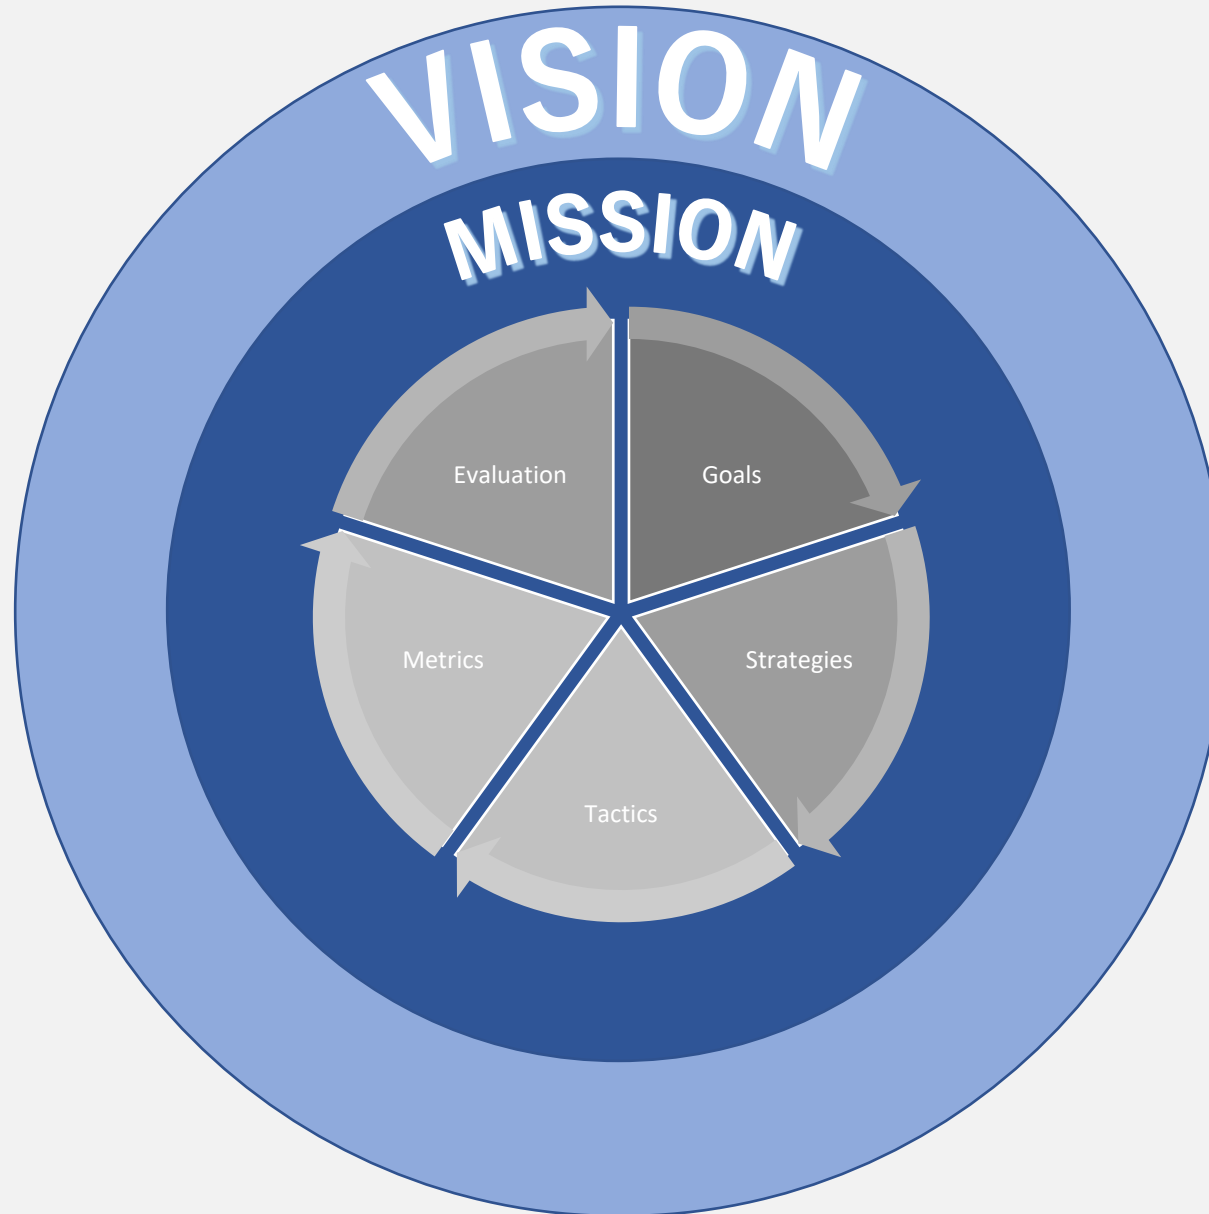 VISION
MISSION
Evaluation
Goals
Metrics
Strategies
Tactics